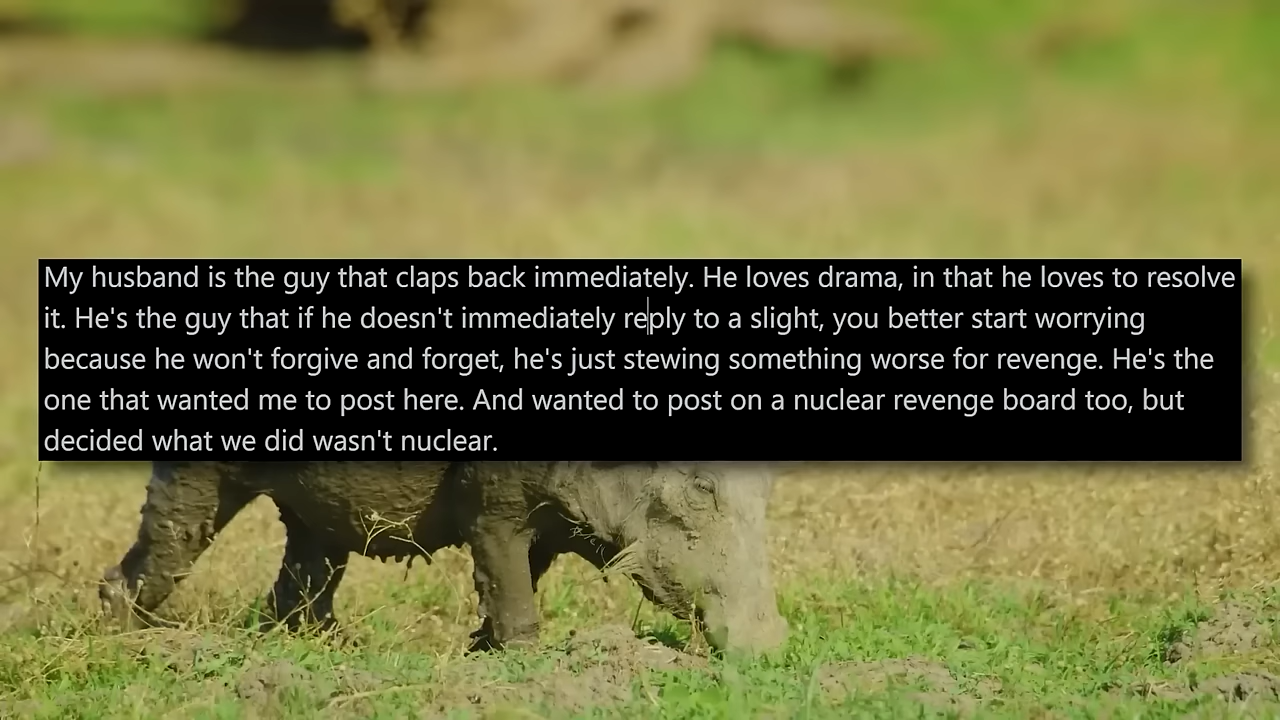 My husband is the guy that claps back immediately. He loves drama, in that he loves to resolve
it. He's the guy that if he doesn't immediately reply to a slight, you better start worrying
because he won't forgive and forget, he's just stewing something worse for revenge. He's the
one that wanted me to post here. And wanted to post on a nuclear revenge board too, but
decided what we did wasn't nuclear.